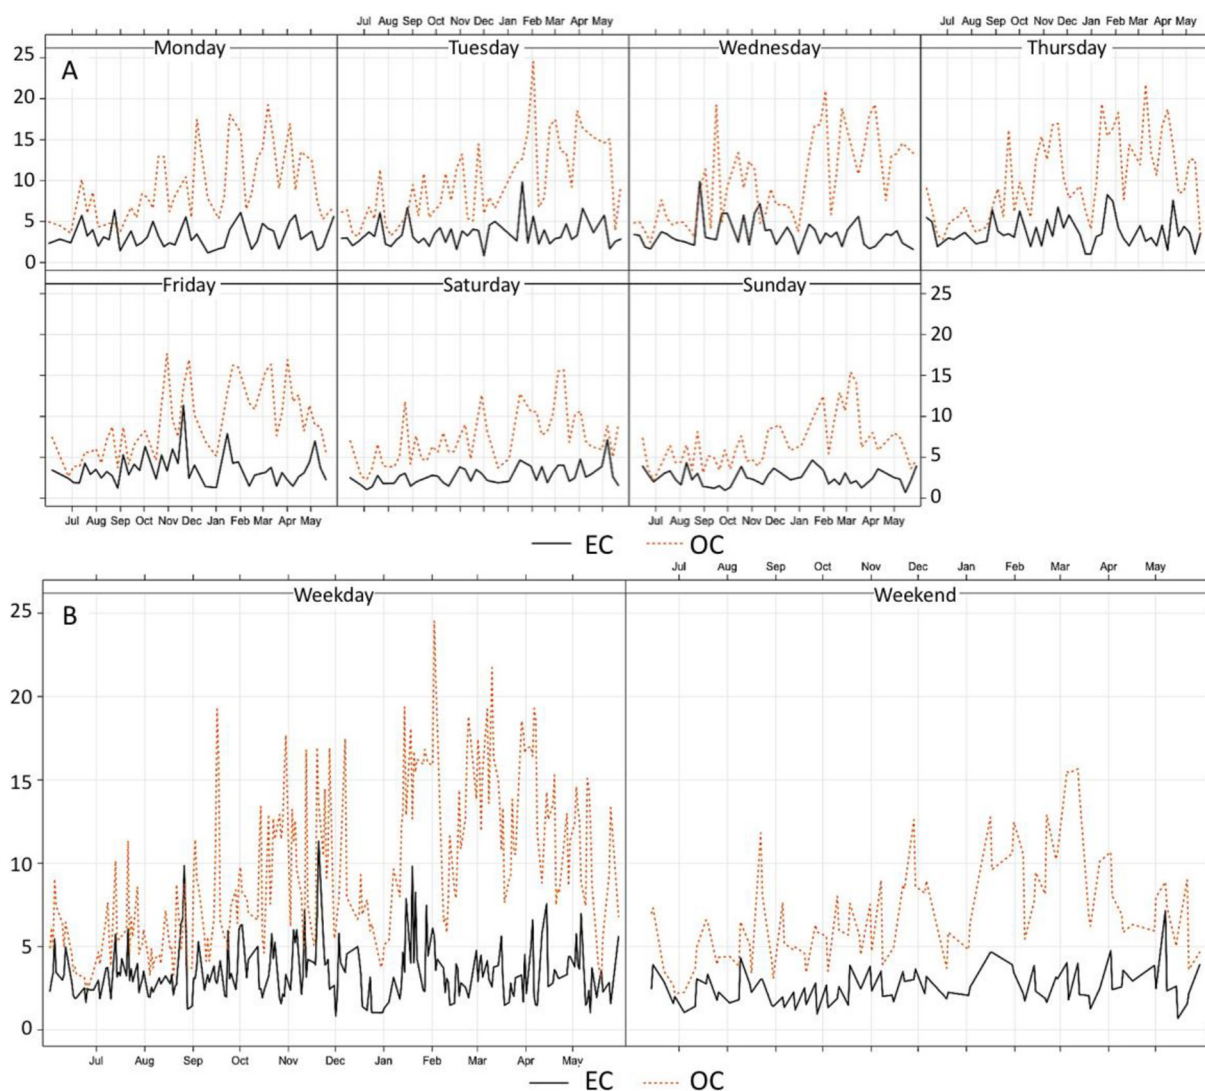 Jul Aug Sep Oct Nov Dec Jan Feb Mar Apr May
Jul Aug Sep Oct Nov Dec Jan Feb Mar Apr May
Monday Tuesday Wednesday Thursday
A
25
20
15
10
5
0
Friday Saturday Sunday
25
20
15
10
5
0
Jul Aug Sep Oct Nov Dec Jan Feb Mar Apr May
Jul Aug Sep Oct Nov Dec Jan Feb Mar Apr May
EC OC
Jul Aug Sep Oct Nov Dec Jan Feb Mar Apr May
Weekday Weekend
B
25
20
15
10
5
0
Jul Aug Sep Oct Nov Dec Jan Feb Mar Apr May
EC OC